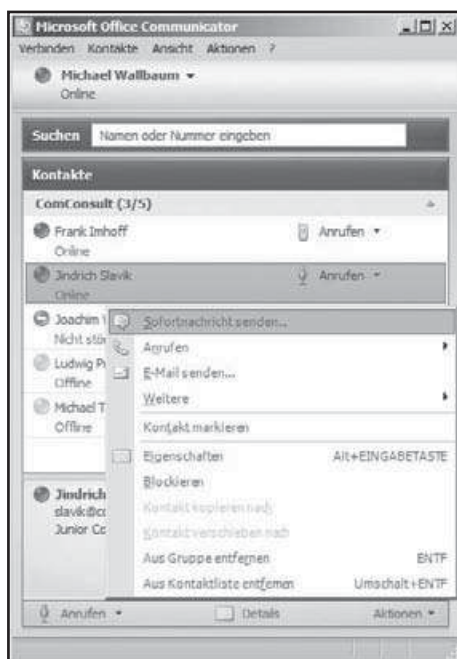 Microsoft Office Communicator
Verbinden Kontakte Ansicht Aktionen ?
Michael Wallbaum
Online
Suchen Namen oder Nummer eingeben
Kontakte
ComConsult (3/5)
Frank Imhoff Anrufen
Online
Jindrich Slavik Anrufen
Online
Joachim
Nicht stör
Ludwig P
Offline
Michael T
Offline
Sofortnachricht senden...
Anrufen
E-Mail senden...
Weitere
Kontakt markieren
Eigenschaften Alt+EINGABETASTE
Blockieren
Kontakt kopieren nach
Kontakt verschieben nach
Aus Gruppe entfernen ENTF
Aus Kontaktliste entfernen Umschalt+ENTF
Jindrich
slavik@co
Junior Co
Anrufen Details Aktionen